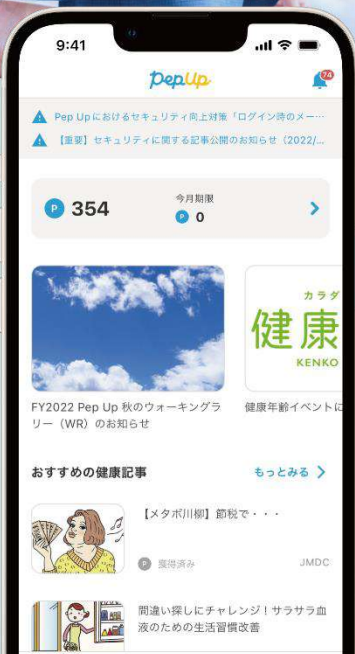 9:41
PepUp
74
Pep Upにおけるセキュリティ向上対策「ログイン時のメー…
【重要】セキュリティに関する記事公開のお知らせ（2022/...
P 354
今月期限
P 0
カラダ
健康
KENKO
FY2022 Pep Up 秋のウォーキングラ
リー（WR）のお知らせ
健康年齢イベントに
おすすめの健康記事
もっとみる
【メタボ川柳】節税で・・・
P 獲得済み
JMDC
間違い探しにチャレンジ！サラサラ血
液のための生活習慣改善